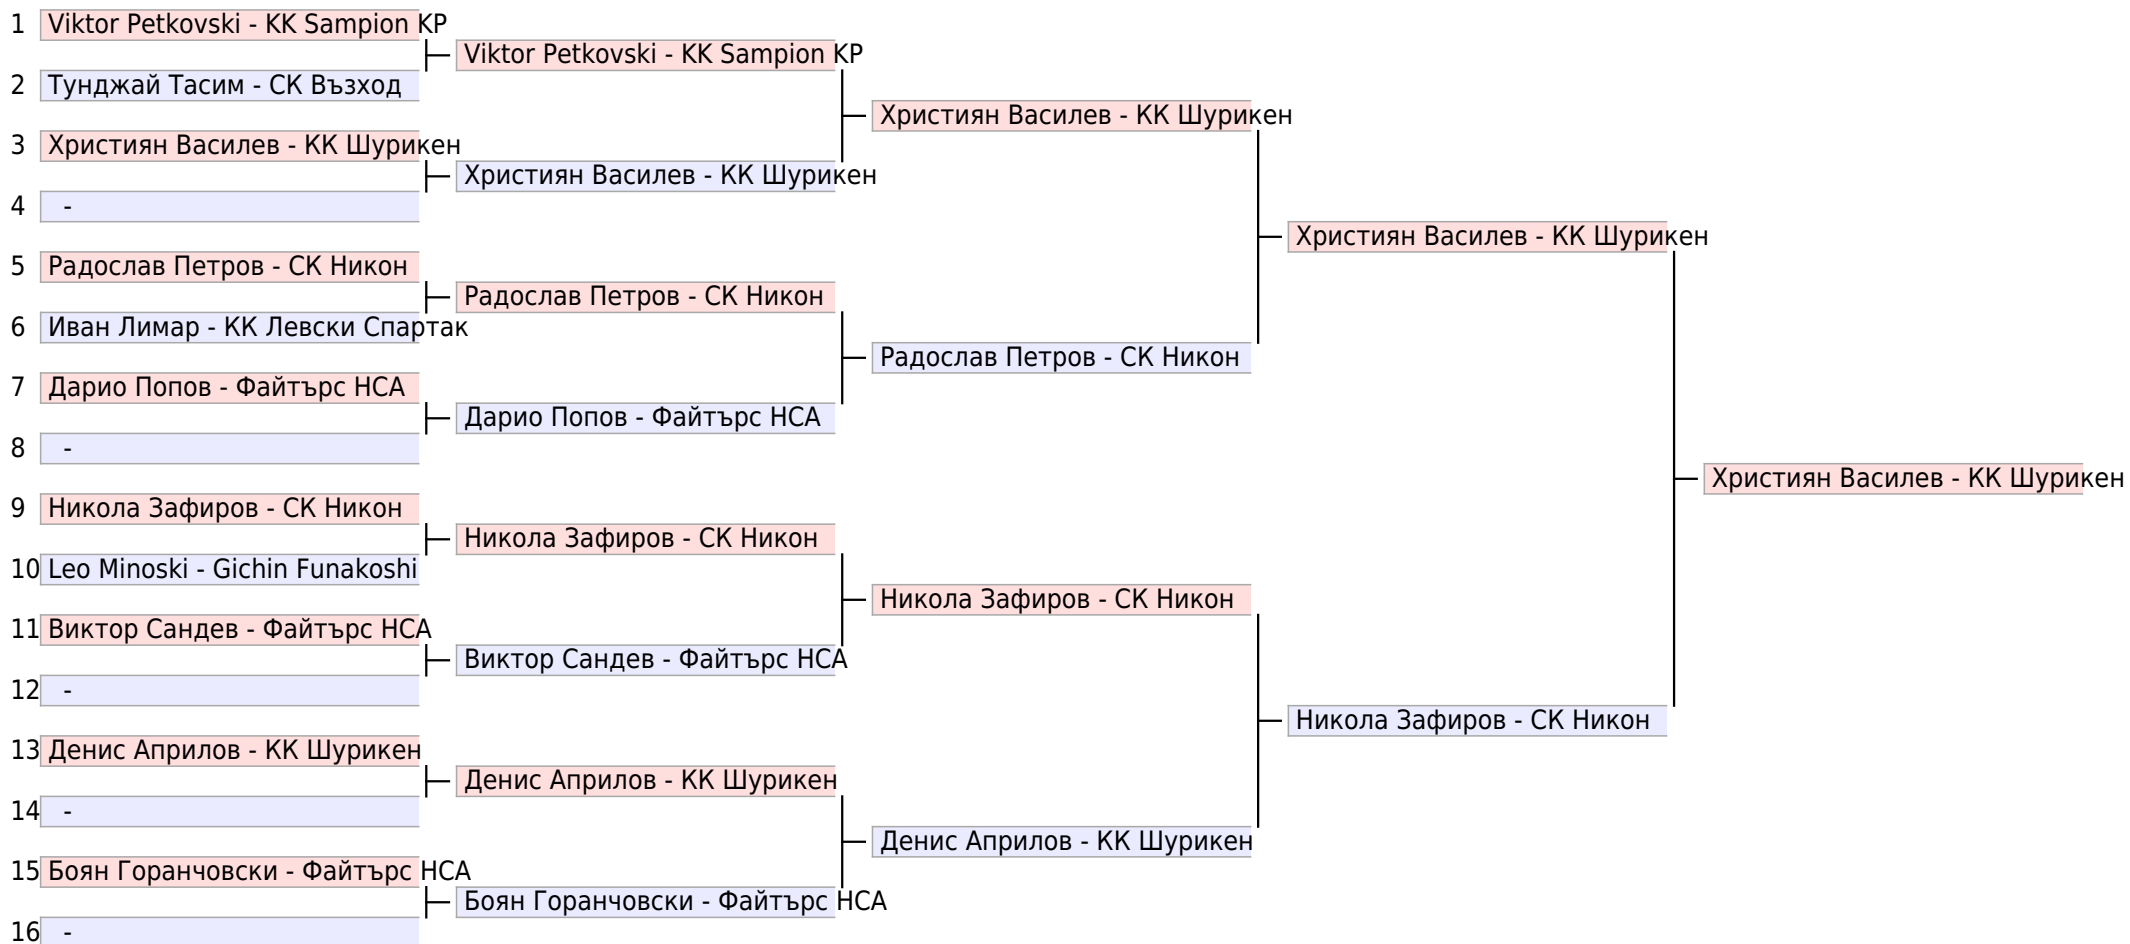 1 Viktor Petkovski - KK Sampion KP
Viktor Petkovski - KK Sampion KP
2 Тунджай Тасим - СК Възход
Християн Василев - КК Шурикен
3 Християн Василев - КК Шурикен
Християн Василев - КК Шурикен
4 -
Християн Василев - КК Шурикен
5 Радослав Петров - СК Никон
Радослав Петров - СК Никон
6 Иван Лимар - КК Левски Спартак
Радослав Петров - СК Никон
7 Дарио Попов - Файтърс НСА
Дарио Попов - Файтърс НСА
8 -
Християн Василев - КК Шурикен
9 Никола Зафиров - СК Никон
Никола Зафиров - СК Никон
10 Leo Minoski - Gichin Funakoshi
Никола Зафиров - СК Никон
11 Виктор Сандев - Файтърс НСА
Виктор Сандев - Файтърс НСА
12 -
Никола Зафиров - СК Никон
13 Денис Априлов - КК Шурикен
Денис Априлов - КК Шурикен
14 -
Денис Априлов - КК Шурикен
15 Боян Горанчовски - Файтърс НСА
Боян Горанчовски - Файтърс НСА
16 -